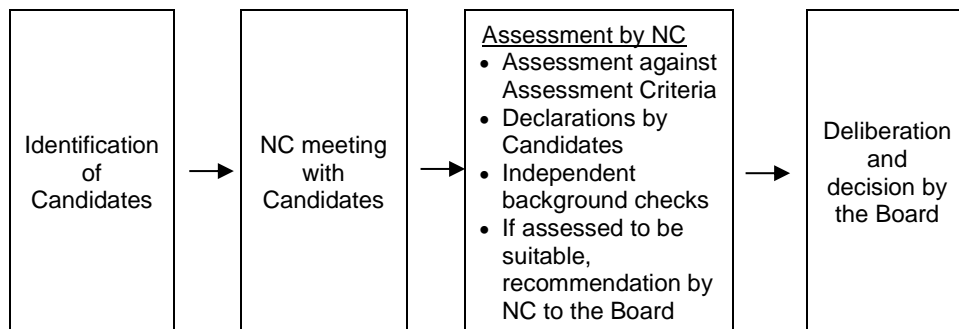 Identification
of
Candidates
NC meeting
with
Candidates
Assessment by NC
• Assessment against
Assessment Criteria
• Declarations by
Candidates
• Independent
background checks
• If assessed to be
suitable,
recommendation by
NC to the Board
Deliberation
and
decision by
the Board